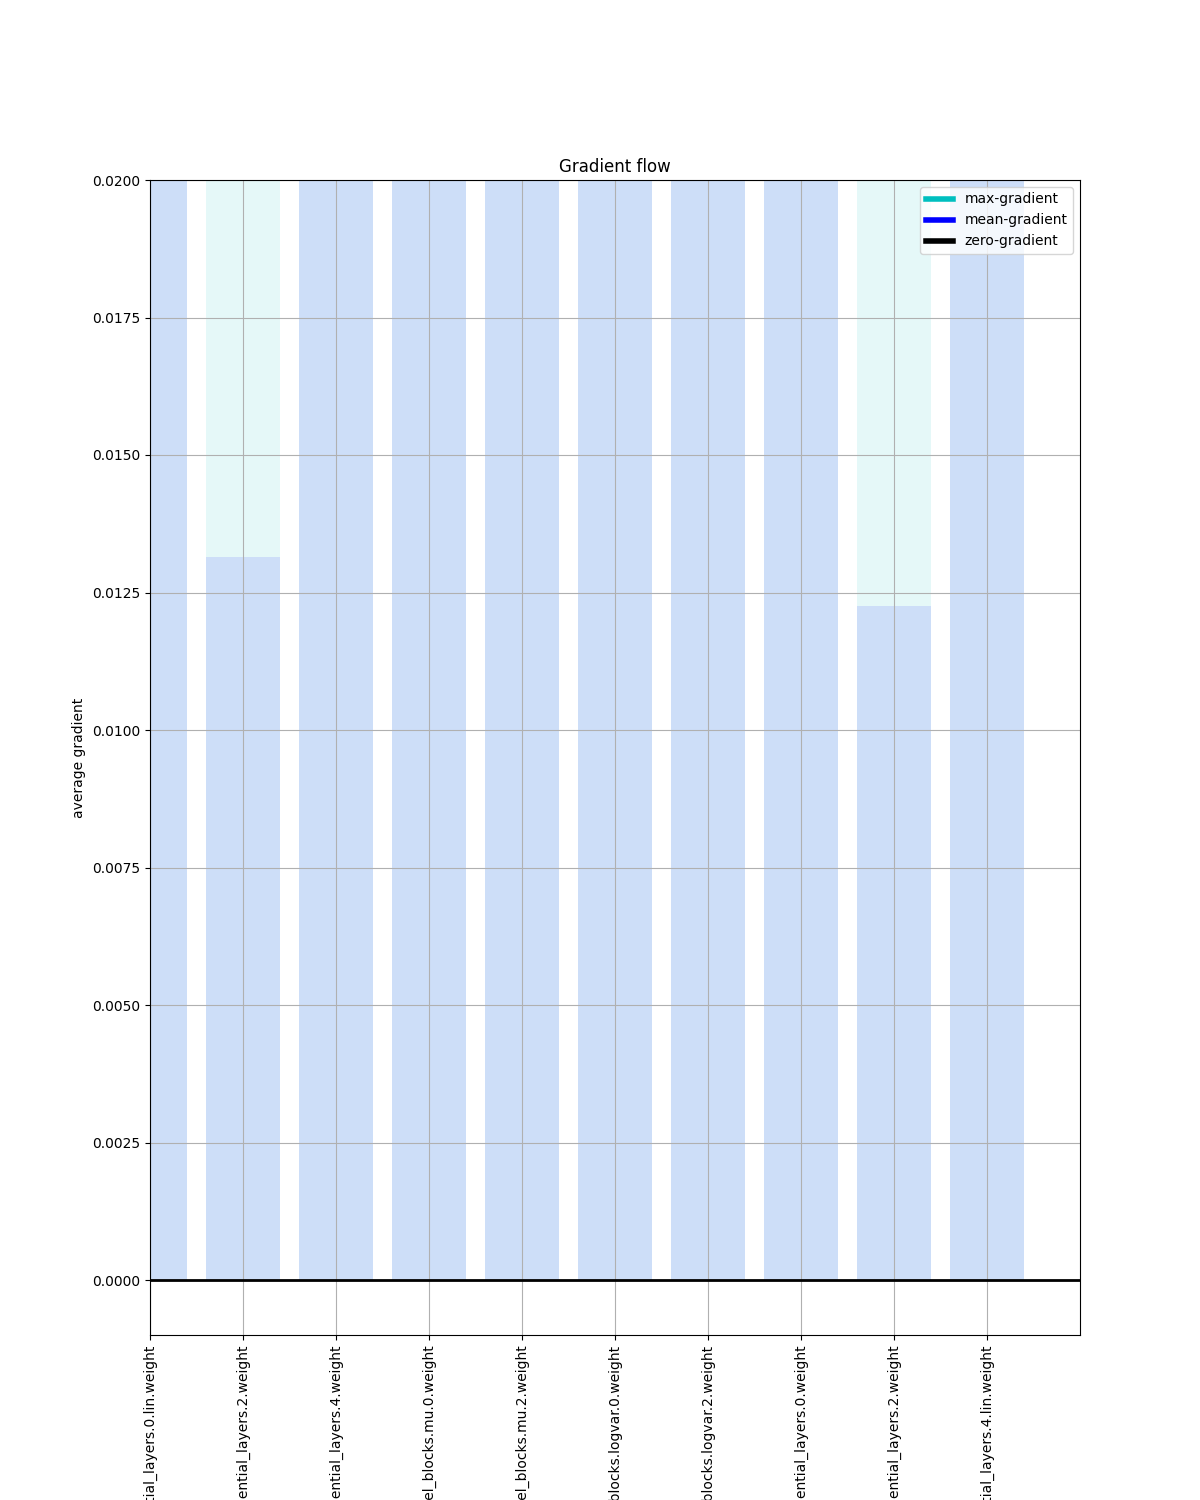 Gradient flow
max-gradient
mean-gradient
zero-gradient
0.0200
0.0175
0.0150
0.0125
0.0100
0.0075
0.0050
0.0025
0.0000
average gradient
tial_layers.0.lin.weight
ential_layers.2.weight
ential_layers.4.weight
el_blocks.mu.0.weight
el_blocks.mu.2.weight
blocks.logvar.0.weight
blocks.logvar.2.weight
ential_layers.0.weight
ential_layers.2.weight
tial_layers.4.lin.weight